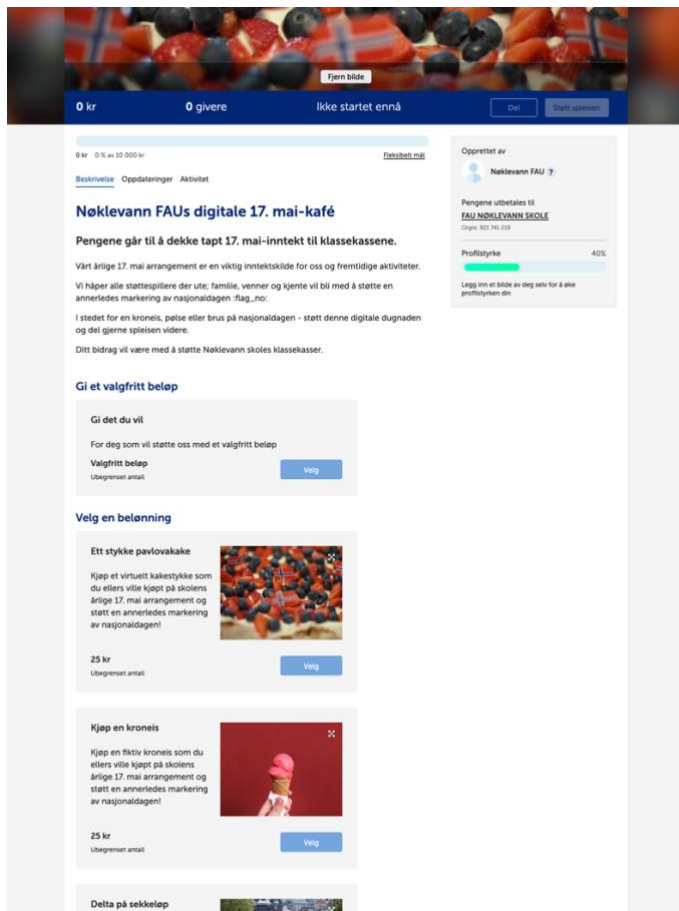 Fjern bilde
0 kr
0 givere
Ikke startet ennå
Del
Støtt spleisen
0 kr 0 % av 10 000 kr
Fleksibelt mål
Beskrivelse Oppdateringer Aktivitet
Nøklevann FAUs digitale 17. mai-kafé
Pengene går til å dekke tapt 17. mai-inntekt til klassekassene.
Vårt årlige 17. mai arrangement er en viktig inntektskilde for oss og fremtidige aktiviteter.
Vi håper alle støttespillere der ute; familie, venner og kjente vil bli med å støtte en
annerledes markering av nasjonaldagen :flag_no:
I stedet for en kroneis, pølse eller brus på nasjonaldagen - støtt denne digitale dugnaden
og del gjerne spleisen videre.
Ditt bidrag vil være med å støtte Nøklevann skoles klassekasser.
Opprettet av
Nøklevann FAU ?
Pengene utbetales til
FAU NØKLEVANN SKOLE
Orgnr. 921 741 219
Profilstyrke 40%
Legg inn et bilde av deg selv for å øke
profilstyrken din
Gi et valgfritt beløp
Gi det du vil
For deg som vil støtte oss med et valgfritt beløp
Valgfritt beløp
Ubegrenset antall
Velg
Velg en belønning
Ett stykke pavlovakake
Kjøp et virtuelt kakestykke som
du ellers ville kjøpt på skolens
årlige 17. mai arrangement og
støtt en annerledes markering
av nasjonaldagen!
25 kr
Ubegrenset antall
Velg
Kjøp en kroneis
Kjøp en fiktiv kroneis som du
ellers ville kjøpt på skolens
årlige 17. mai arrangement og
støtt en annerledes markering
av nasjonaldagen!
25 kr
Ubegrenset antall
Velg
Delta på sekkeløp